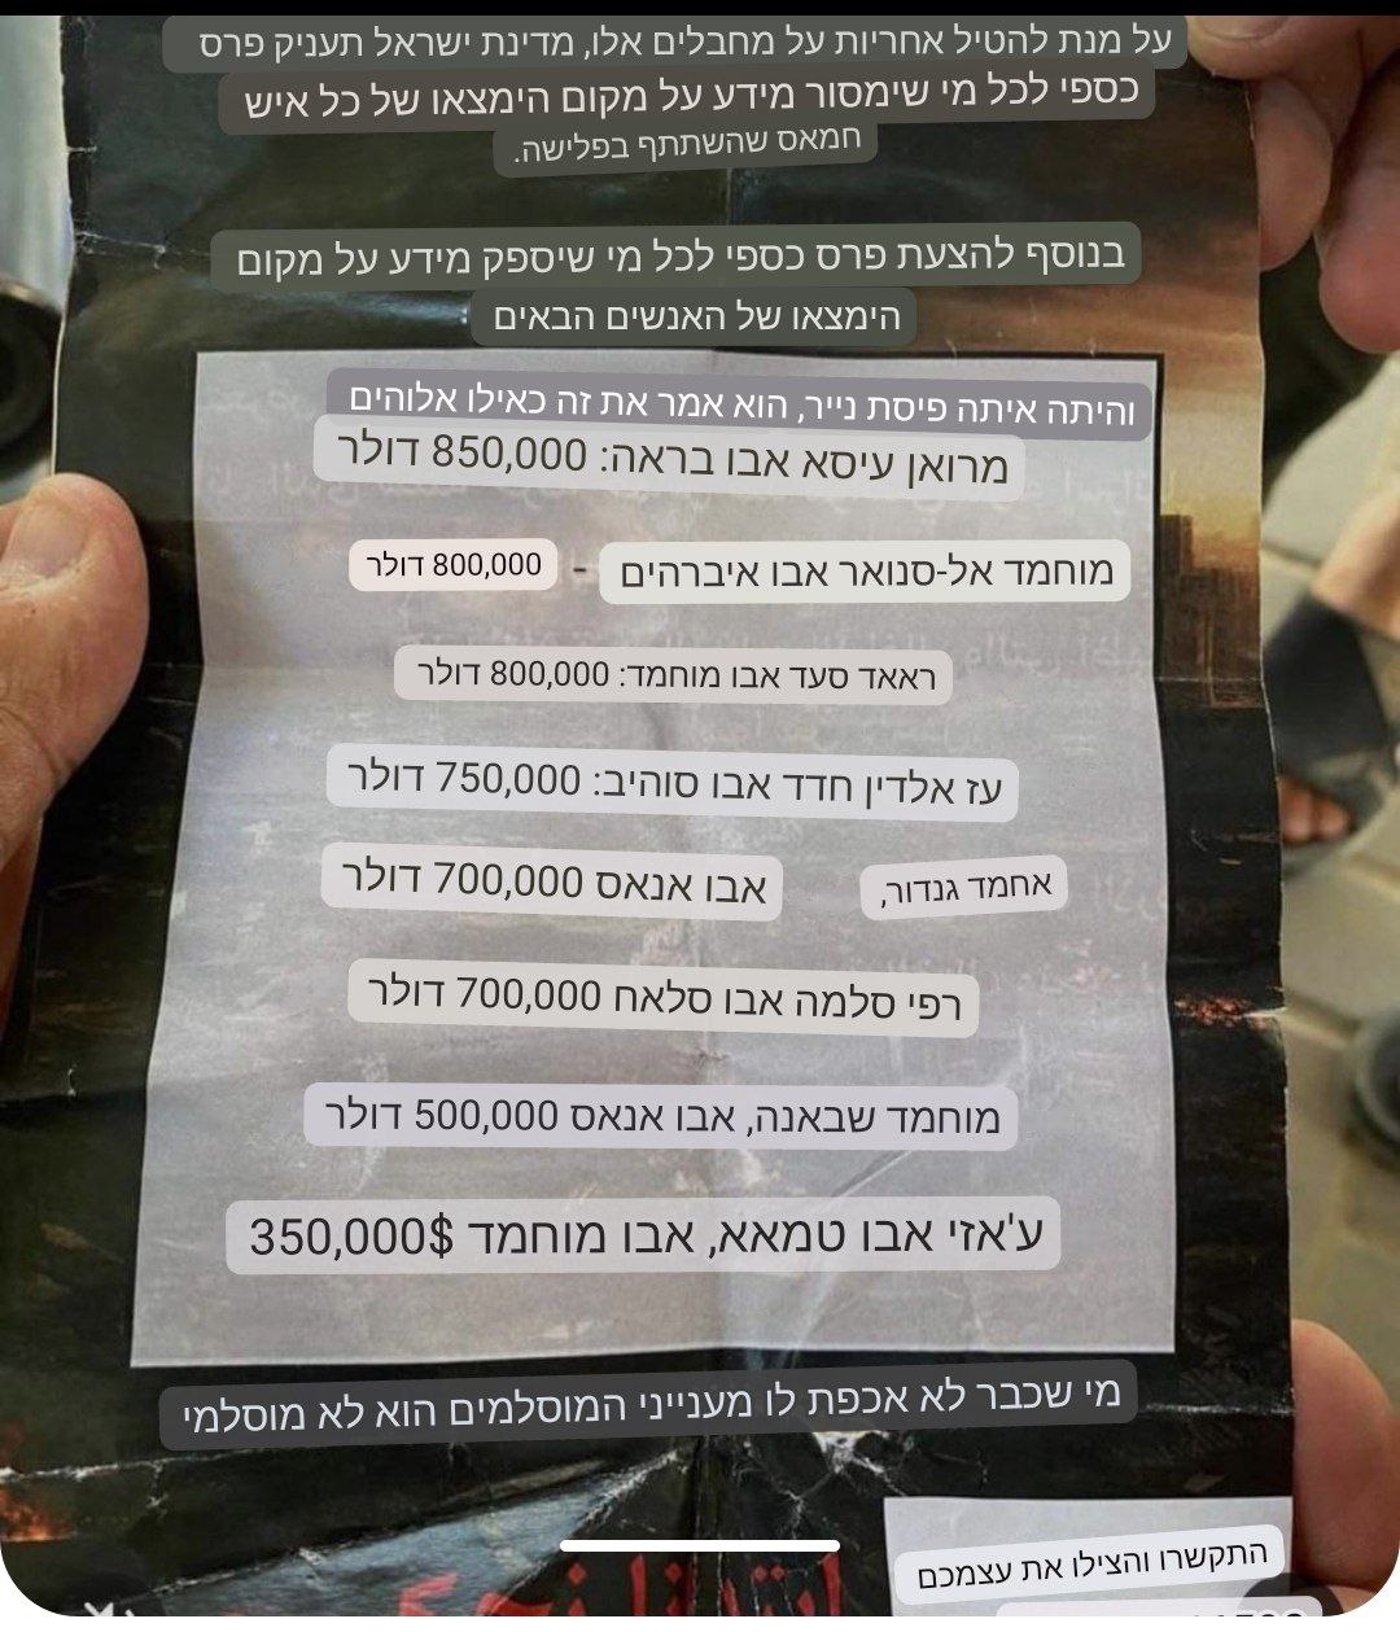 על מנת להטיל אחריות על מחבלים אלו, מדינת ישראל תעניק פרס
כספי לכל מי שימסור מידע על מקום הימצאו של כל איש
חמאס שהשתתף בפלישה.
בנוסף להצעת פרס כספי לכל מי שיספק מידע על מקום
הימצאו של האנשים הבאים
והיתה איתה פיסת נייר, הוא אמר את זה כאילו אלוהים
מרואן עיסא אבו בראה: 850,000 דולר
מוחמד אל-סנואר אבו איברהים - 800,000 דולר
ראאד סעד אבו מוחמד: 800,000 דולר
עז אלדין חדד אבו סוהיב: 750,000 דולר
אחמד גנדור, אבו אנאס 700,000 דולר
רפי סלמה אבו סלאח 700,000 דולר
מוחמד שבאנה, אבו אנאס 500,000 דולר
ע'אזי אבו טמאא, אבו מוחמד $350,000
מי שכבר לא אכפת לו מענייני המוסלמים הוא לא מוסלמי
התקשרו והצילו את עצמכם